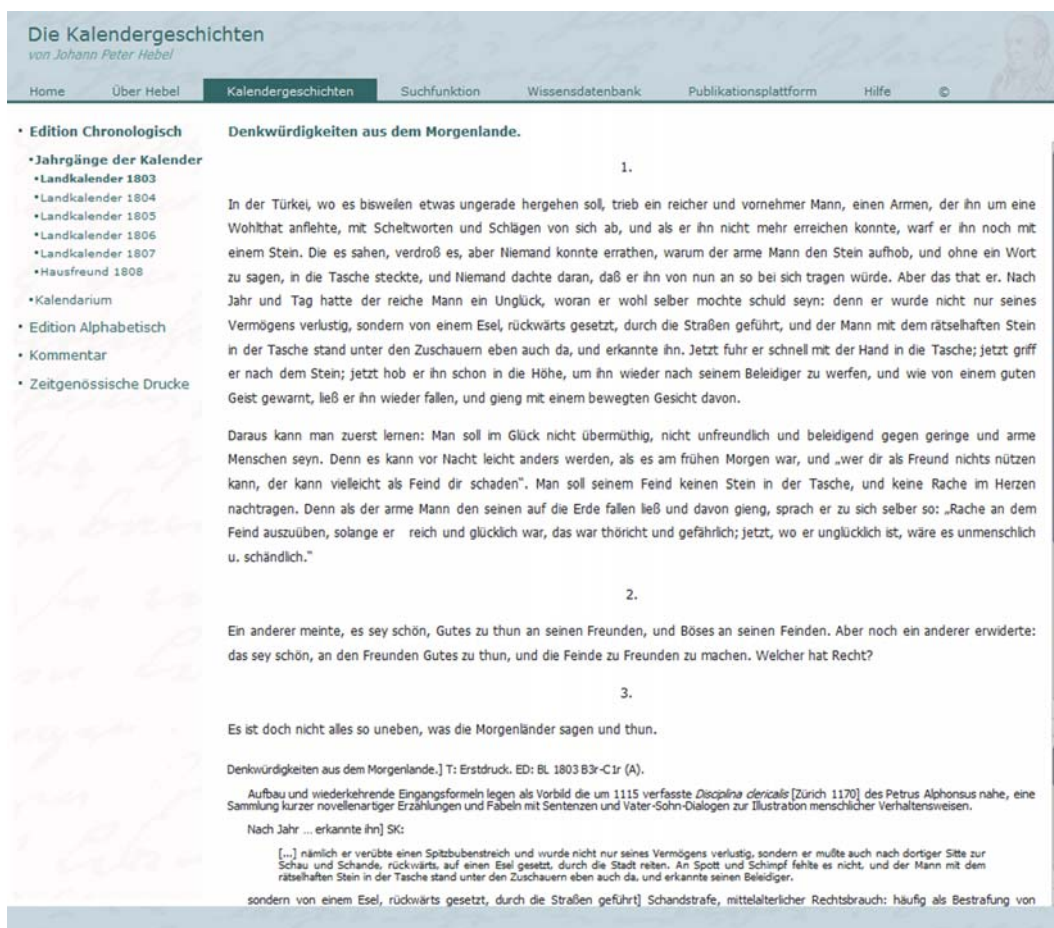 Die Kalendergeschichten
von Johann Peter Hebel
Home Über Hebel Kalendergeschichten Suchfunktion Wissensdatenbank Publikationsplattform Hilfe ©
• Edition Chronologisch
•Jahrgänge der Kalender
•Landkalender 1803
•Landkalender 1804
•Landkalender 1805
•Landkalender 1806
•Landkalender 1807
•Hausfreund 1808
•Kalendarium
• Edition Alphabetisch
• Kommentar
• Zeitgenössische Drucke
Denkwürdigkeiten aus dem Morgenlande.
1.
In der Türkei, wo es bisweilen etwas ungerade hergehen soll, trieb ein reicher und vornehmer Mann, einen Armen, der ihn um eine
Wohlthat anflehte, mit Scheltworten und Schlägen von sich ab, und als er ihn nicht mehr erreichen konnte, warf er ihn noch mit
einem Stein. Die es sahen, verdroß es, aber Niemand konnte errathen, warum der arme Mann den Stein aufhob, und ohne ein Wort
zu sagen, in die Tasche steckte, und Niemand dachte daran, daß er ihn von nun an so bei sich tragen würde. Aber das that er. Nach
Jahr und Tag hatte der reiche Mann ein Unglück, woran er wohl selber mochte schuld seyn: denn er wurde nicht nur seines
Vermögens verlustig, sondern von einem Esel, rückwärts gesetzt, durch die Straßen geführt, und der Mann mit dem rätselhaften Stein
in der Tasche stand unter den Zuschauern eben auch da, und erkannte ihn. Jetzt fuhr er schnell mit der Hand in die Tasche; jetzt griff
er nach dem Stein; jetzt hob er ihn schon in die Höhe, um ihn wieder nach seinem Beleidiger zu werfen, und wie von einem guten
Geist gewarnt, ließ er ihn wieder fallen, und gieng mit einem bewegten Gesicht davon.
Daraus kann man zuerst lernen: Man soll im Glück nicht übermüthig, nicht unfreundlich und beleidigend gegen geringe und arme
Menschen seyn. Denn es kann vor Nacht leicht anders werden, als es am frühen Morgen war, und „wer dir als Freund nichts nützen
kann, der kann vielleicht als Feind dir schaden". Man soll seinem Feind keinen Stein in der Tasche, und keine Rache im Herzen
nachtragen. Denn als der arme Mann den seinen auf die Erde fallen ließ und davon gieng, sprach er zu sich selber so: „Rache an dem
Feind auszuüben, solange er reich und glücklich war, das war thöricht und gefährlich; jetzt, wo er unglücklich ist, wäre es unmenschlich
u. schändlich."
2.
Ein anderer meinte, es sey schön, Gutes zu thun an seinen Freunden, und Böses an seinen Feinden. Aber noch ein anderer erwiderte:
das sey schön, an den Freunden Gutes zu thun, und die Feinde zu Freunden zu machen. Welcher hat Recht?
3.
Es ist doch nicht alles so uneben, was die Morgenländer sagen und thun.
Denkwürdigkeiten aus dem Morgenlande.] T: Erstdruck. ED: BL 1803 B3r-C1r (A).
Aufbau und wiederkehrende Eingangsformeln legen als Vorbild die um 1115 verfasste Disciplina clericalis [Zürich 1170] des Petrus Alphonsus nahe, eine
Sammlung kurzer novellenartiger Erzählungen und Fabeln mit Sentenzen und Vater-Sohn-Dialogen zur Illustration menschlicher Verhaltensweisen.
Nach Jahr ... erkannte ihn] SK:
[...] nämlich er verübte einen Spitzbubenstreich und wurde nicht nur seines Vermögens verlustig, sondern er mußte auch nach dortiger Sitte zur
Schau und Schande, rückwärts, auf einen Esel gesetzt, durch die Stadt reiten. An Spott und Schimpf fehlte es nicht, und der Mann mit dem
rätselhaften Stein in der Tasche stand unter den Zuschauern eben auch da, und erkannte seinen Beleidiger.
sondern von einem Esel, rückwärts gesetzt, durch die Straßen geführt] Schandstrafe, mittelalterlicher Rechtsbrauch: häufig als Bestrafung von